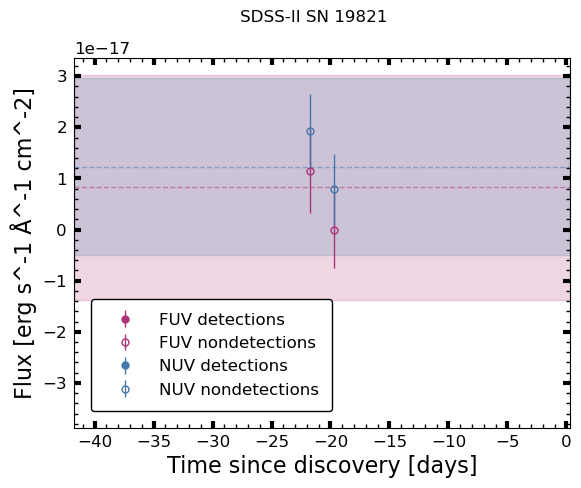 SDSS-II SN 19821
1e−17
3
2
1
0
−1
−2
−3
Flux [erg s^-1 Å^-1 cm^-2]
FUV detections
FUV nondetections
NUV detections
NUV nondetections
−40 −35 −30 −25 −20 −15 −10 −5 0
Time since discovery [days]